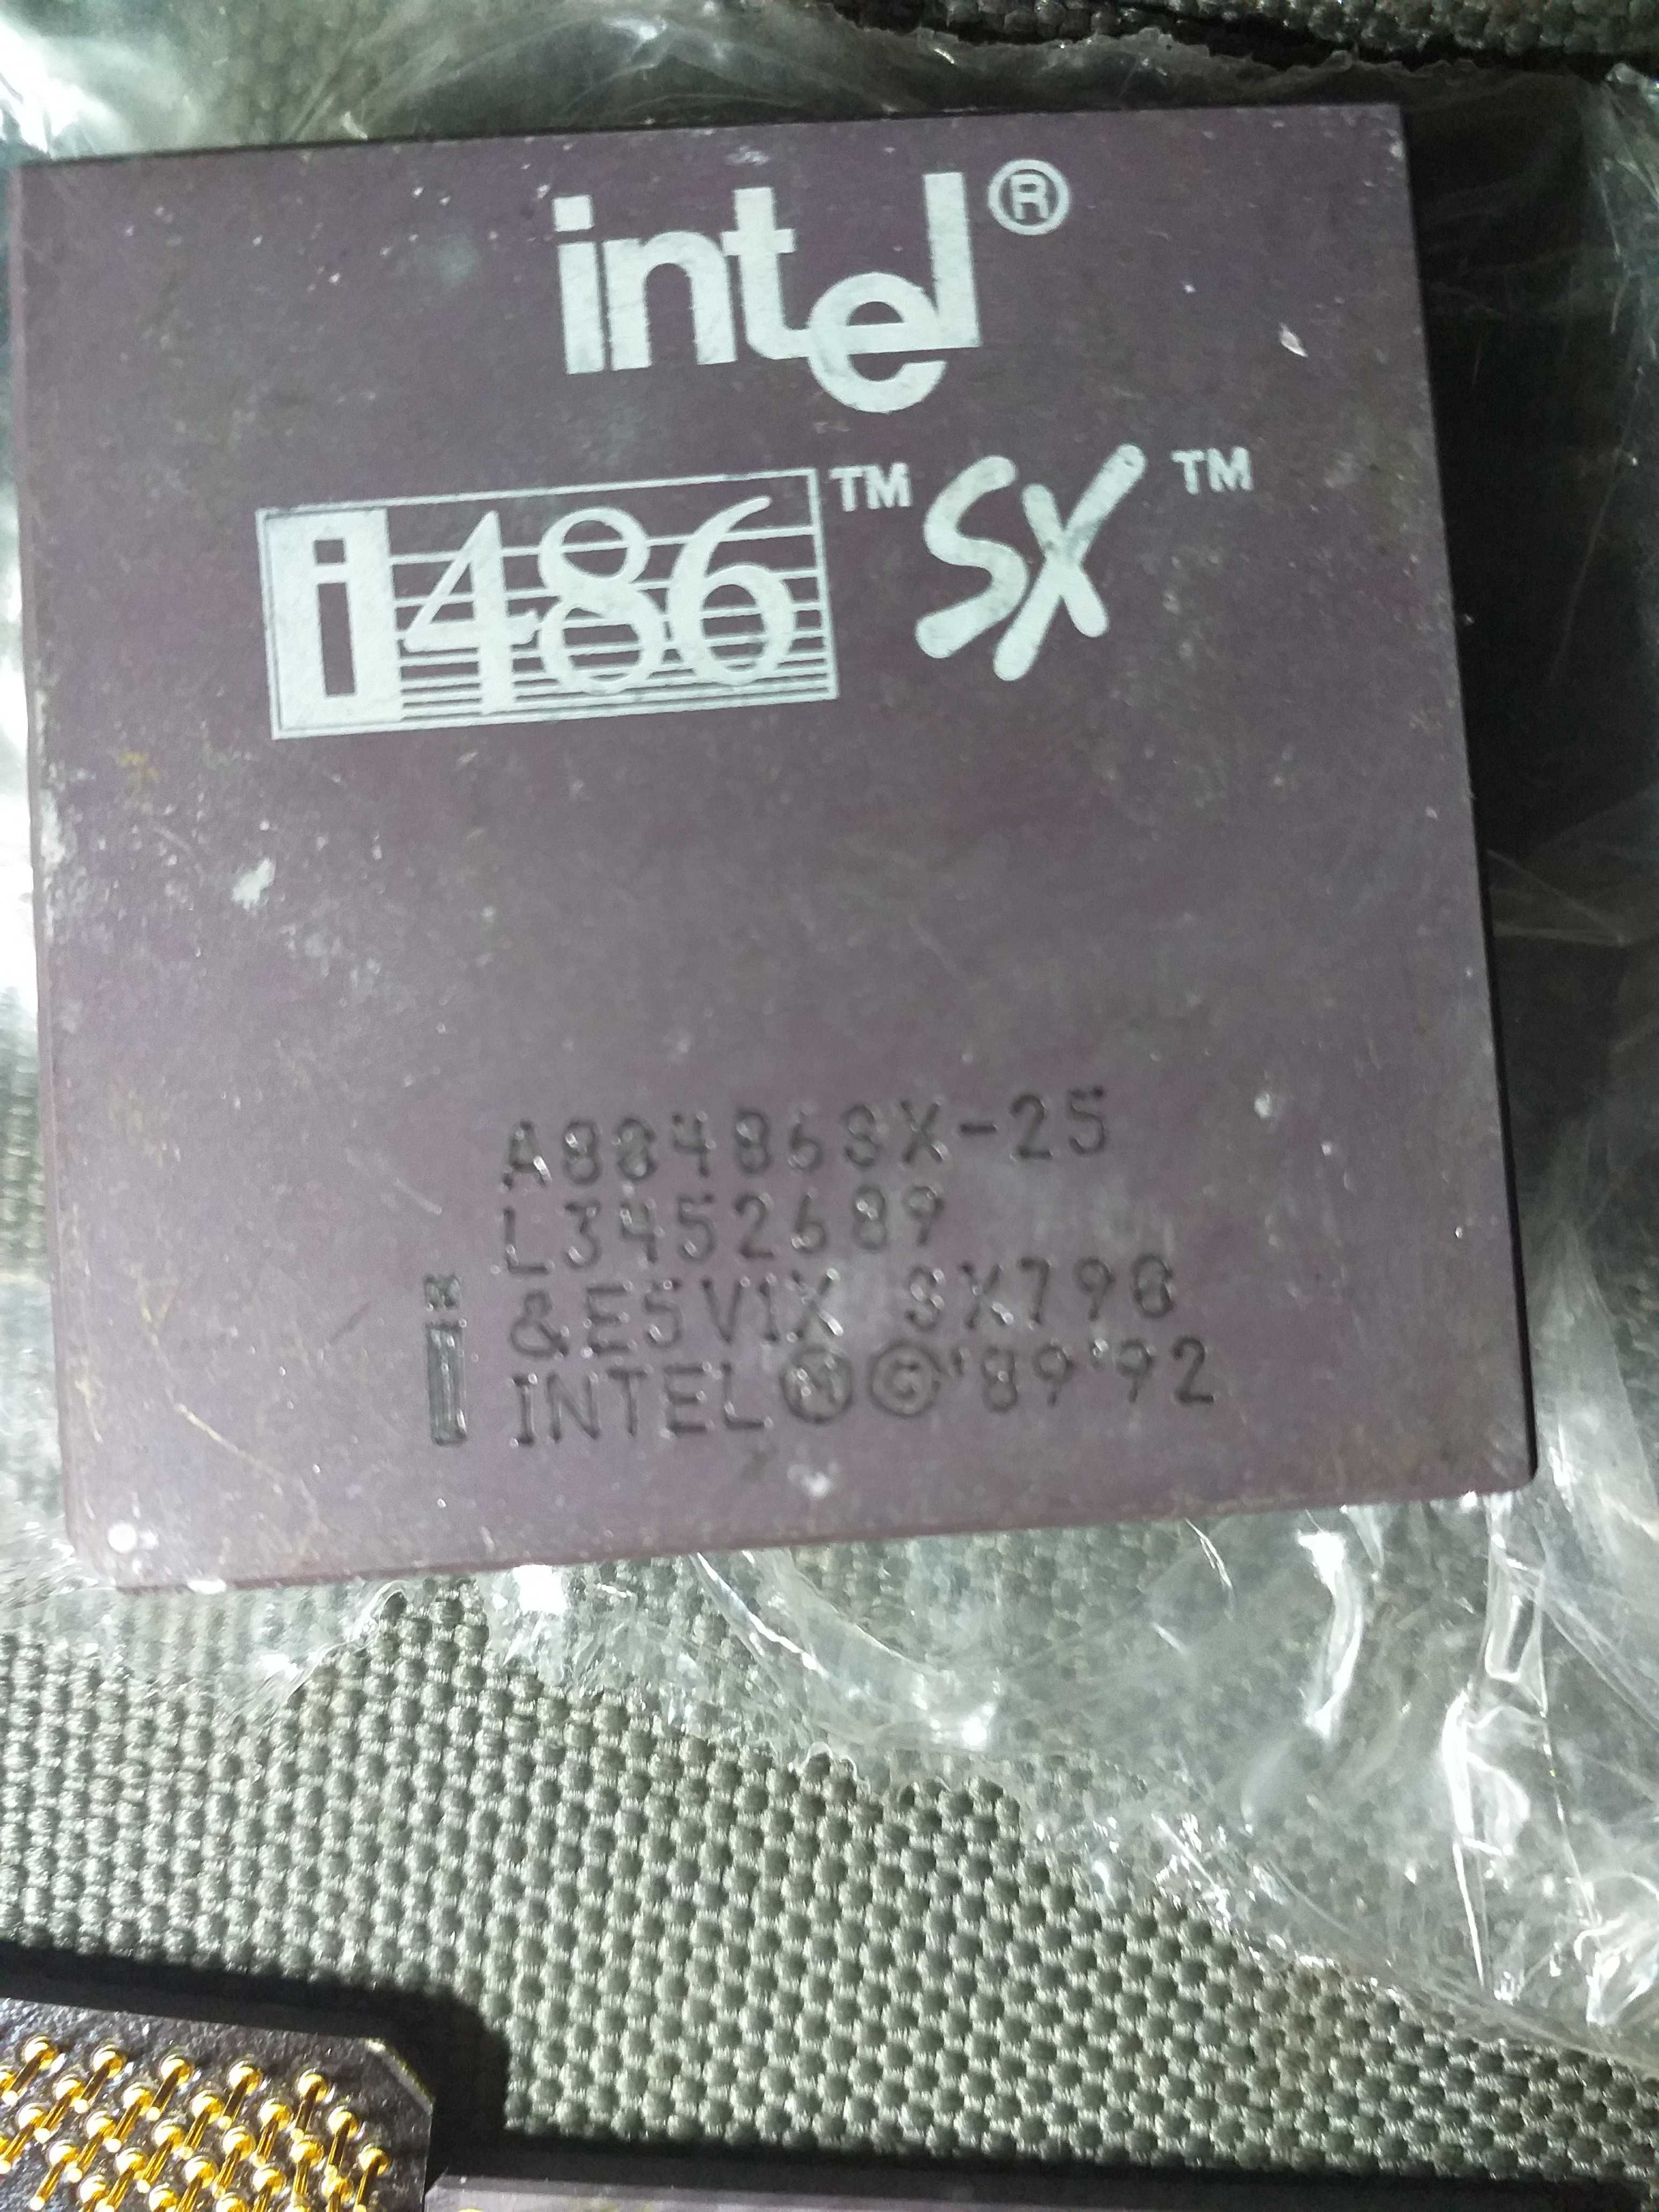 intel®
i486™ SX™
A80486SX-25
L3452689
&E5V1X SX798
i INTEL Ⓜ © '89 '92